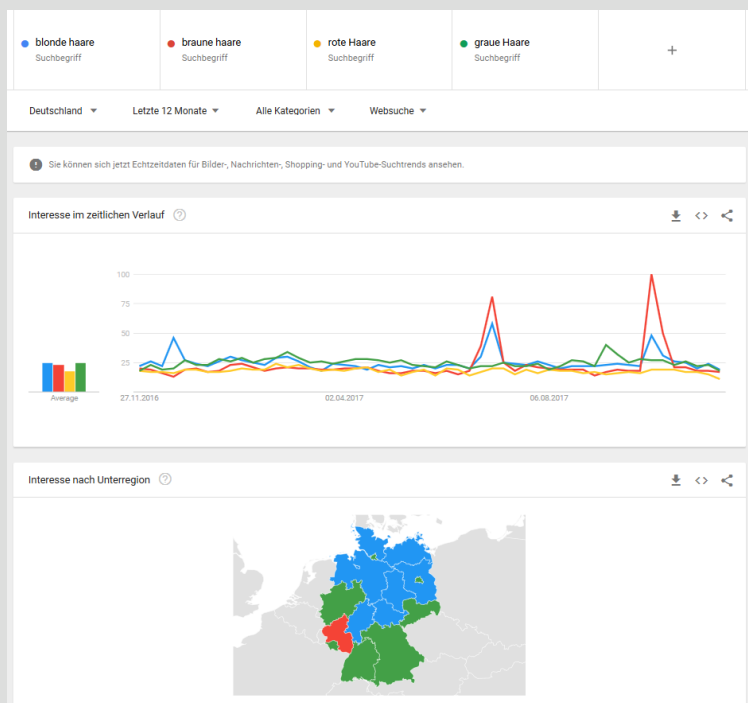 blonde haare
Suchbegriff
braune haare
Suchbegriff
rote Haare
Suchbegriff
graue Haare
Suchbegriff
+
Deutschland
Letzte 12 Monate
Alle Kategorien
Websuche
Sie können sich jetzt Echtzeitdaten für Bilder-, Nachrichten-, Shopping- und YouTube-Suchtrends ansehen.
Interesse im zeitlichen Verlauf
100
75
50
25
Average
27.11.2016
02.04.2017
06.08.2017
Interesse nach Unterregion